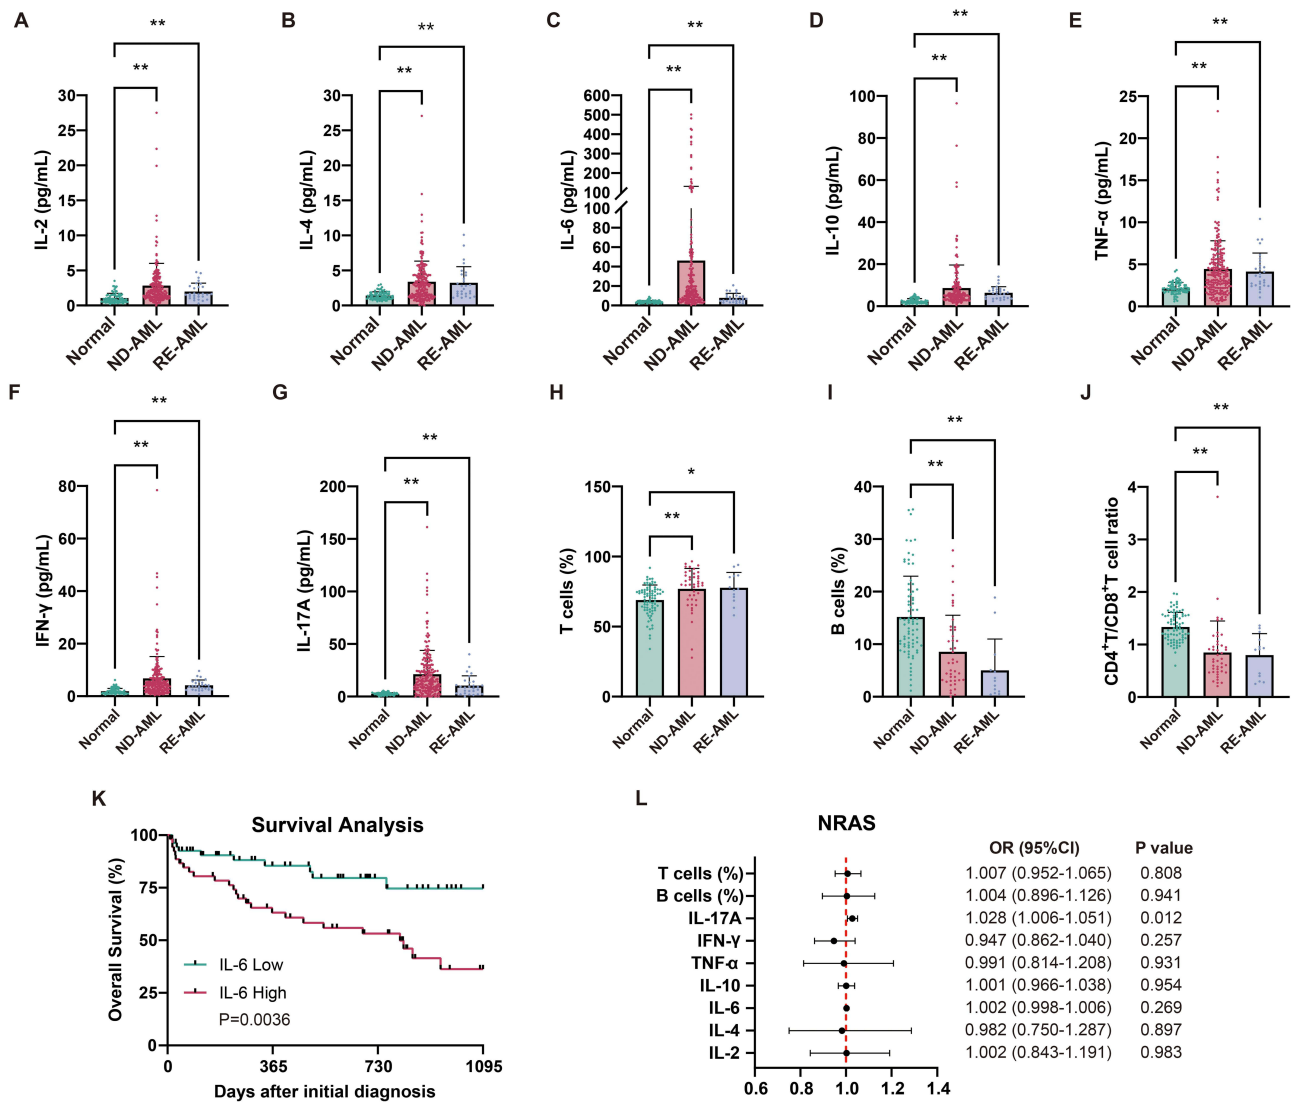 A
**
**
IL-2 (pg/mL)
30
25
20
15
10
5
0
Normal
ND-AML
RE-AML
B
**
**
IL-4 (pg/mL)
30
25
20
15
10
5
0
Normal
ND-AML
RE-AML
C
**
**
IL-6 (pg/mL)
600
500
400
300
200
100
100
80
60
40
20
0
Normal
ND-AML
RE-AML
D
**
**
IL-10 (pg/mL)
100
80
60
40
20
0
Normal
ND-AML
RE-AML
E
**
**
TNF-α (pg/mL)
25
20
15
10
5
0
Normal
ND-AML
RE-AML
F
**
**
IFN-γ (pg/mL)
80
60
40
20
0
Normal
ND-AML
RE-AML
G
**
**
IL-17A (pg/mL)
200
150
100
50
0
Normal
ND-AML
RE-AML
H
*
**
T cells (%)
150
100
50
0
Normal
ND-AML
RE-AML
I
**
**
B cells (%)
40
30
20
10
0
Normal
ND-AML
RE-AML
J
**
**
CD4⁺T/CD8⁺T cell ratio
4
3
2
1
0
Normal
ND-AML
RE-AML
K
Survival Analysis
Overall Survival (%)
100
75
50
25
0
IL-6 Low
IL-6 High
P=0.0036
0 365 730 1095
Days after initial diagnosis
L
NRAS
OR (95%CI) P value
T cells (%) 1.007 (0.952-1.065) 0.808
B cells (%) 1.004 (0.896-1.126) 0.941
IL-17A 1.028 (1.006-1.051) 0.012
IFN-γ 0.947 (0.862-1.040) 0.257
TNF-α 0.991 (0.814-1.208) 0.931
IL-10 1.001 (0.966-1.038) 0.954
IL-6 1.002 (0.998-1.006) 0.269
IL-4 0.982 (0.750-1.287) 0.897
IL-2 1.002 (0.843-1.191) 0.983
0.6 0.8 1.0 1.2 1.4